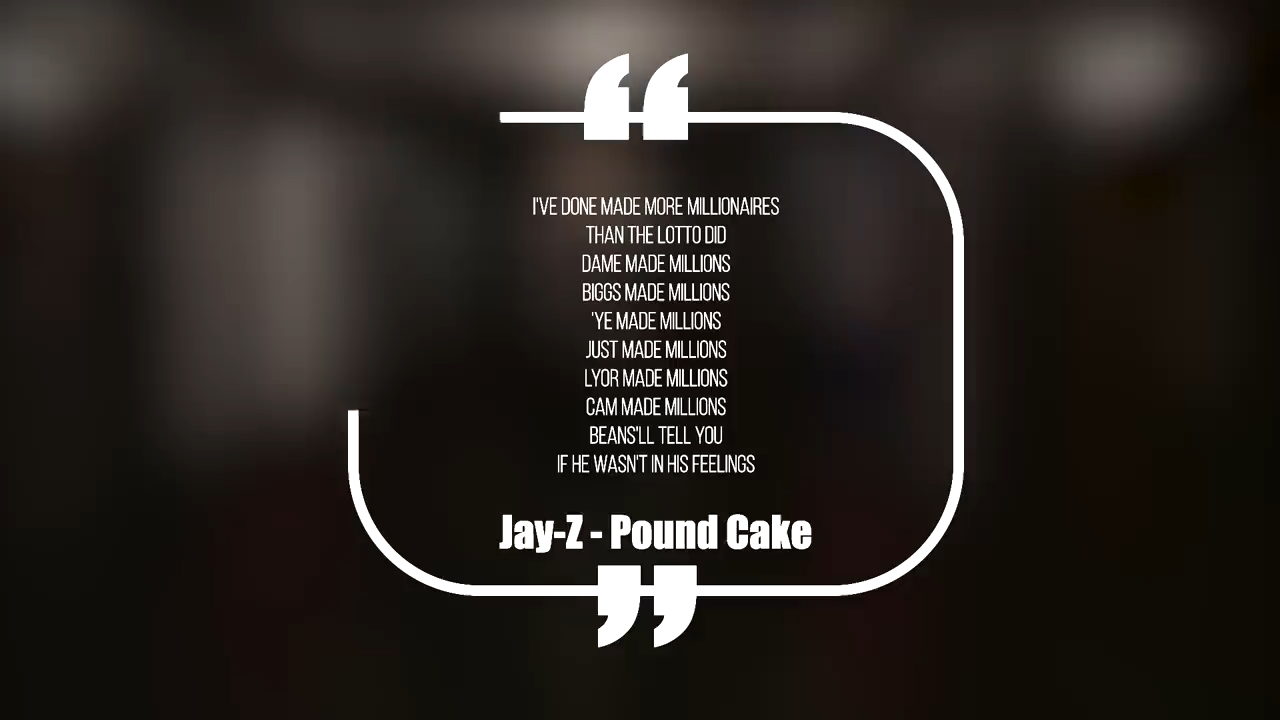 I'VE DONE MADE MORE MILLIONAIRES
THAN THE LOTTO DID
DAME MADE MILLIONS
BIGGS MADE MILLIONS
'YE MADE MILLIONS
JUST MADE MILLIONS
LYOR MADE MILLIONS
CAM MADE MILLIONS
BEANS'LL TELL YOU
IF HE WASN'T IN HIS FEELINGS
Jay-Z - Pound Cake